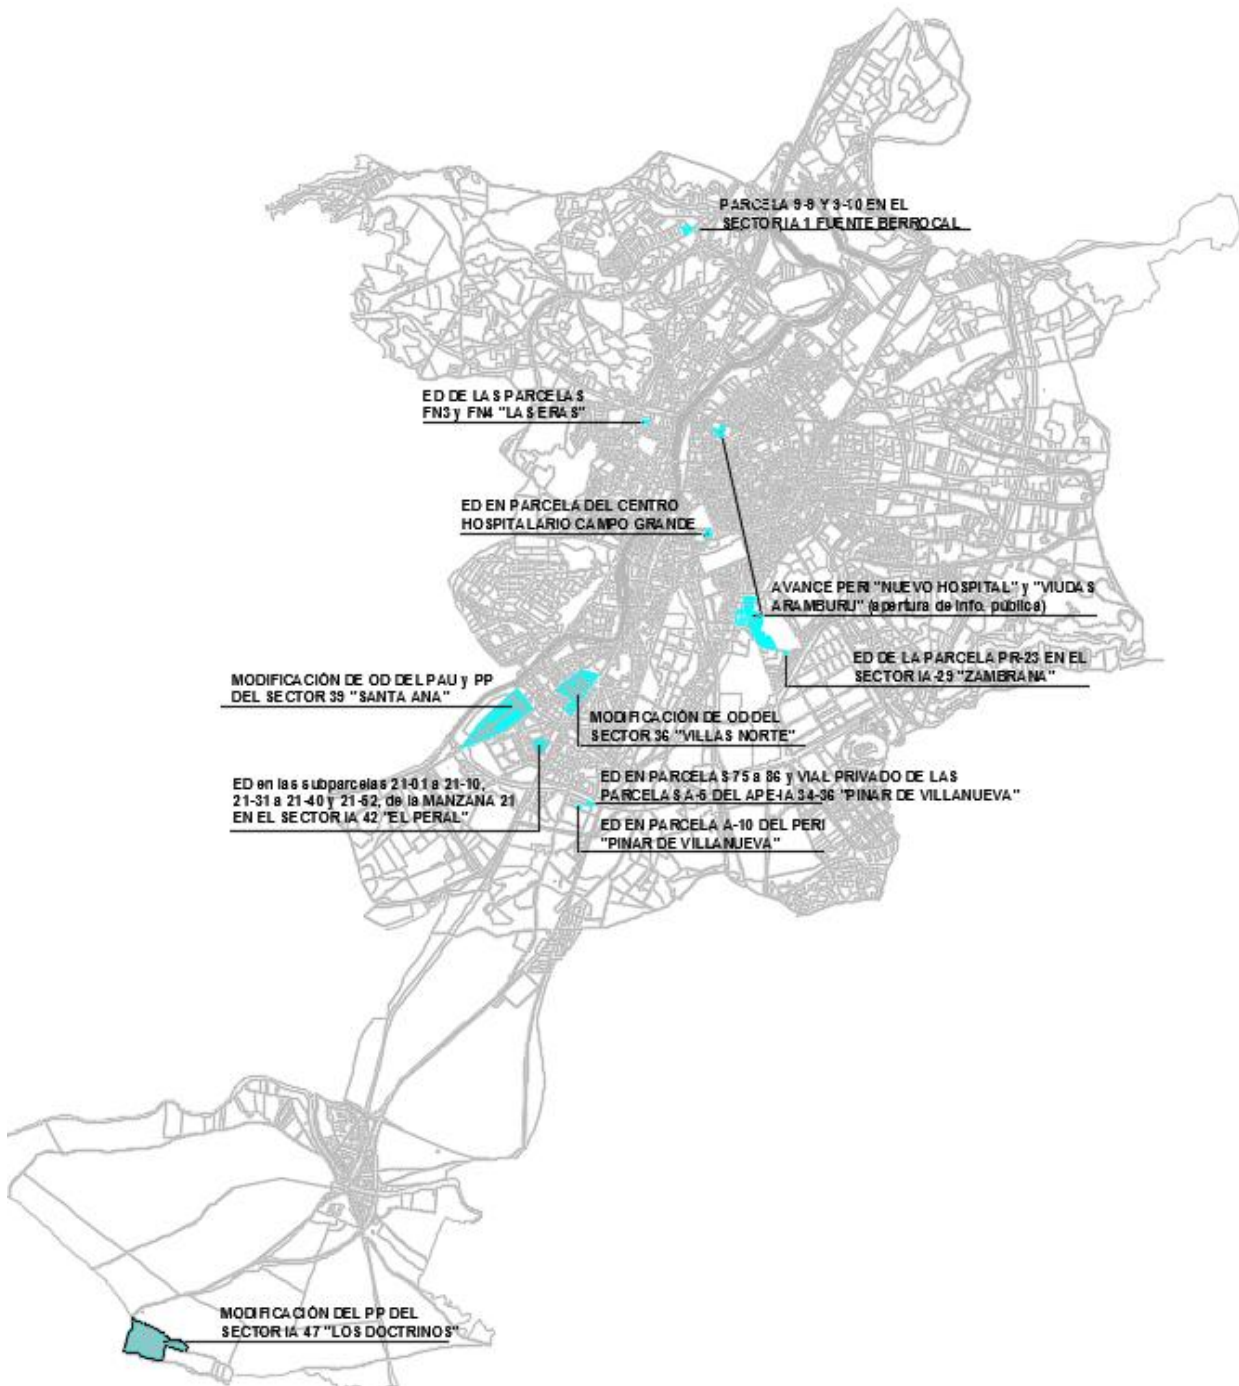 PARCELA 9-9 Y 9-10 EN EL
SECTOR IA 1 FUENTE BERROCAL
ED DE LAS PARCELAS
FN3 y FN4 "LAS ERAS"
ED EN PARCELA DEL CENTRO
HOSPITALARIO CAMPO GRANDE
AVANCE PERI "NUEVO HOSPITAL" y "VIUDAS
ARAMBURU" (apertura de info. pública)
ED DE LA PARCELA PR-23 EN EL
SECTOR IA-29 "ZAMBRANA"
MODIFICACIÓN DE OD DEL PAU y PP
DEL SECTOR 39 "SANTA ANA"
MODIFICACIÓN DE OD DEL
SECTOR 36 "VILLAS NORTE"
ED en las subparcelas 21-01 a 21-10,
21-31 a 21-40 y 21-52, de la MANZANA 21
EN EL SECTOR IA 42 "EL PERAL"
ED EN PARCELAS 75 a 86 y VIAL PRIVADO DE LAS
PARCELAS A-5 DEL APE-IA 34-36 "PINAR DE VILLANUEVA"
ED EN PARCELA A-10 DEL PERI
"PINAR DE VILLANUEVA"
MODIFICACIÓN DEL PP DEL
SECTOR IA 47 "LOS DOCTRINOS"